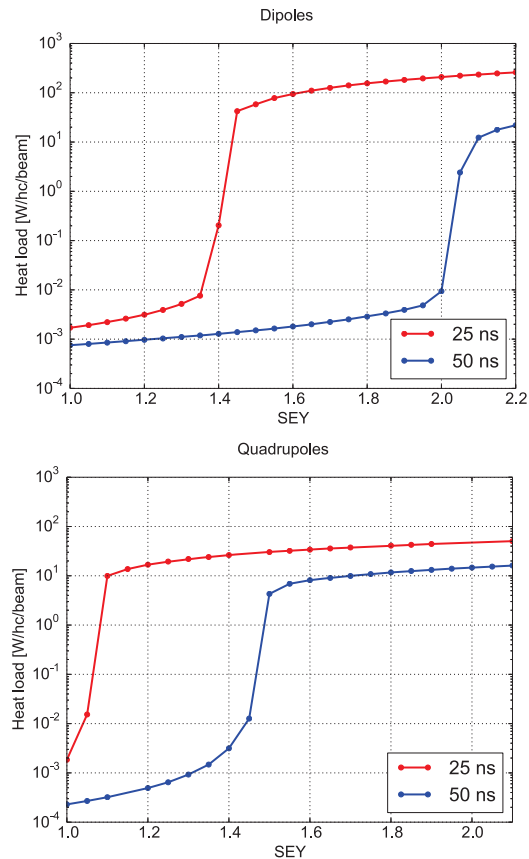 Dipoles
Heat load [W/hc/beam]
10³
10²
10¹
10⁰
10⁻¹
10⁻²
10⁻³
10⁻⁴
25 ns
50 ns
1.0 1.2 1.4 1.6 1.8 2.0 2.2
SEY
Quadrupoles
Heat load [W/hc/beam]
10³
10²
10¹
10⁰
10⁻¹
10⁻²
10⁻³
10⁻⁴
25 ns
50 ns
1.0 1.2 1.4 1.6 1.8 2.0
SEY